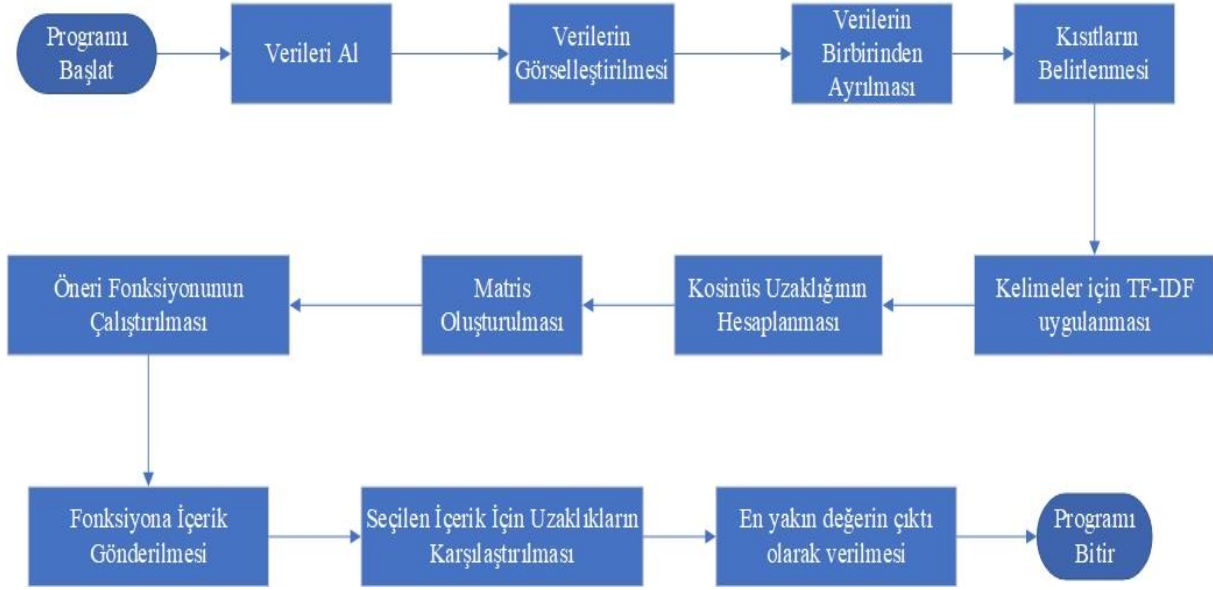 Programı
Başlat
Verileri Al
Verilerin
Görselleştirilmesi
Verilerin
Birbirinden
Ayrılması
Kısıtların
Belirlenmesi
Kelimeler için TF-IDF
uygulanması
Kosinüs Uzaklığının
Hesaplanması
Matris
Oluşturulması
Öneri Fonksiyonunun
Çalıştırılması
Fonksiyona İçerik
Gönderilmesi
Seçilen İçerik İçin Uzaklıkların
Karşılaştırılması
En yakın değerin çıktı
olarak verilmesi
Programı
Bitir